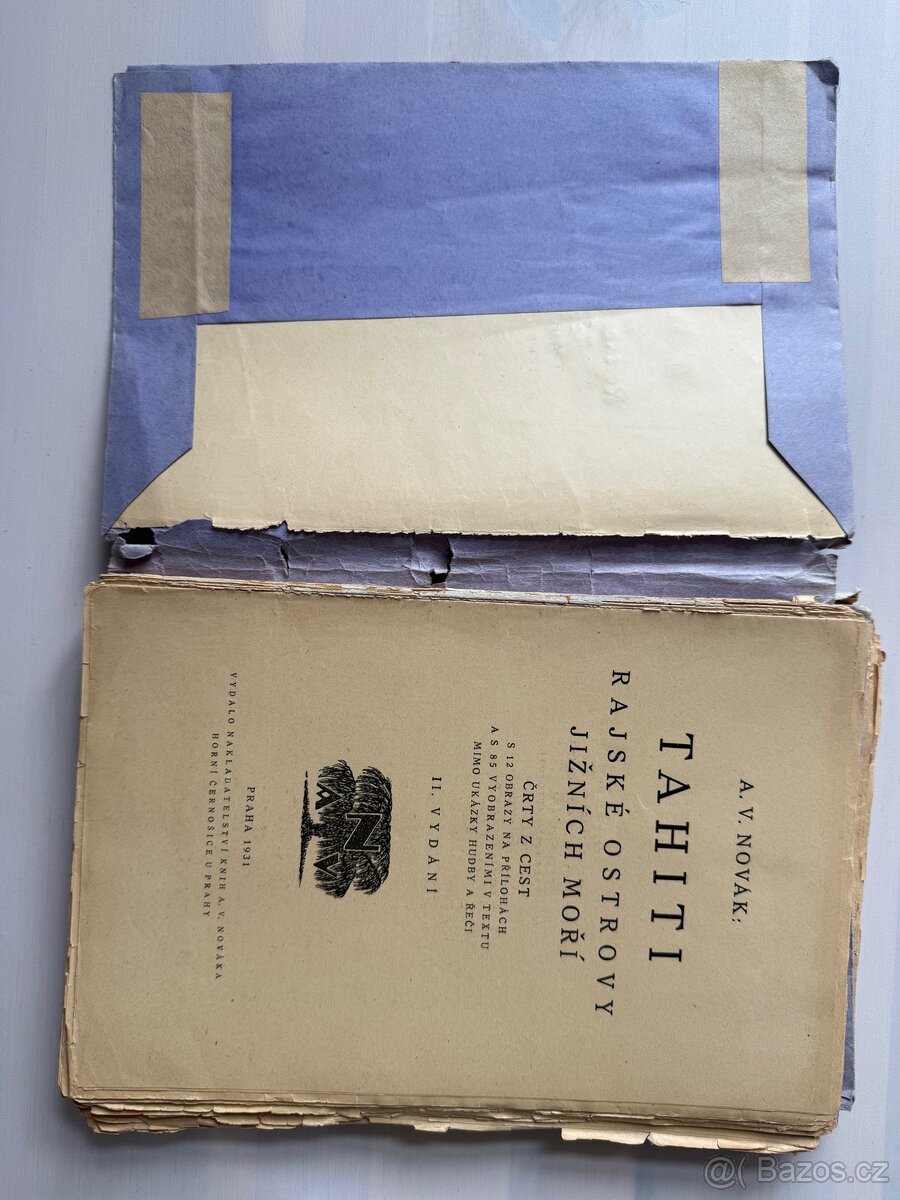 A. V. NOVÁK:
TAHITI
RAJSKÉ OSTROVY
JIŽNÍCH MOŘÍ
ČRTY Z CEST
S 12 OBRAZY NA PŘÍLOHÁCH
A S 85 VYOBRAZENÍMI V TEXTU
MIMO UKÁZKY HUDBY A ŘEČI
II. VYDÁNÍ
A N V
PRAHA 1931
VYDALO NAKLADATELSTVÍ KNIH A. V. NOVÁKA
HORNÍ ČERNOŠICE U PRAHY
@( Bazos.cz